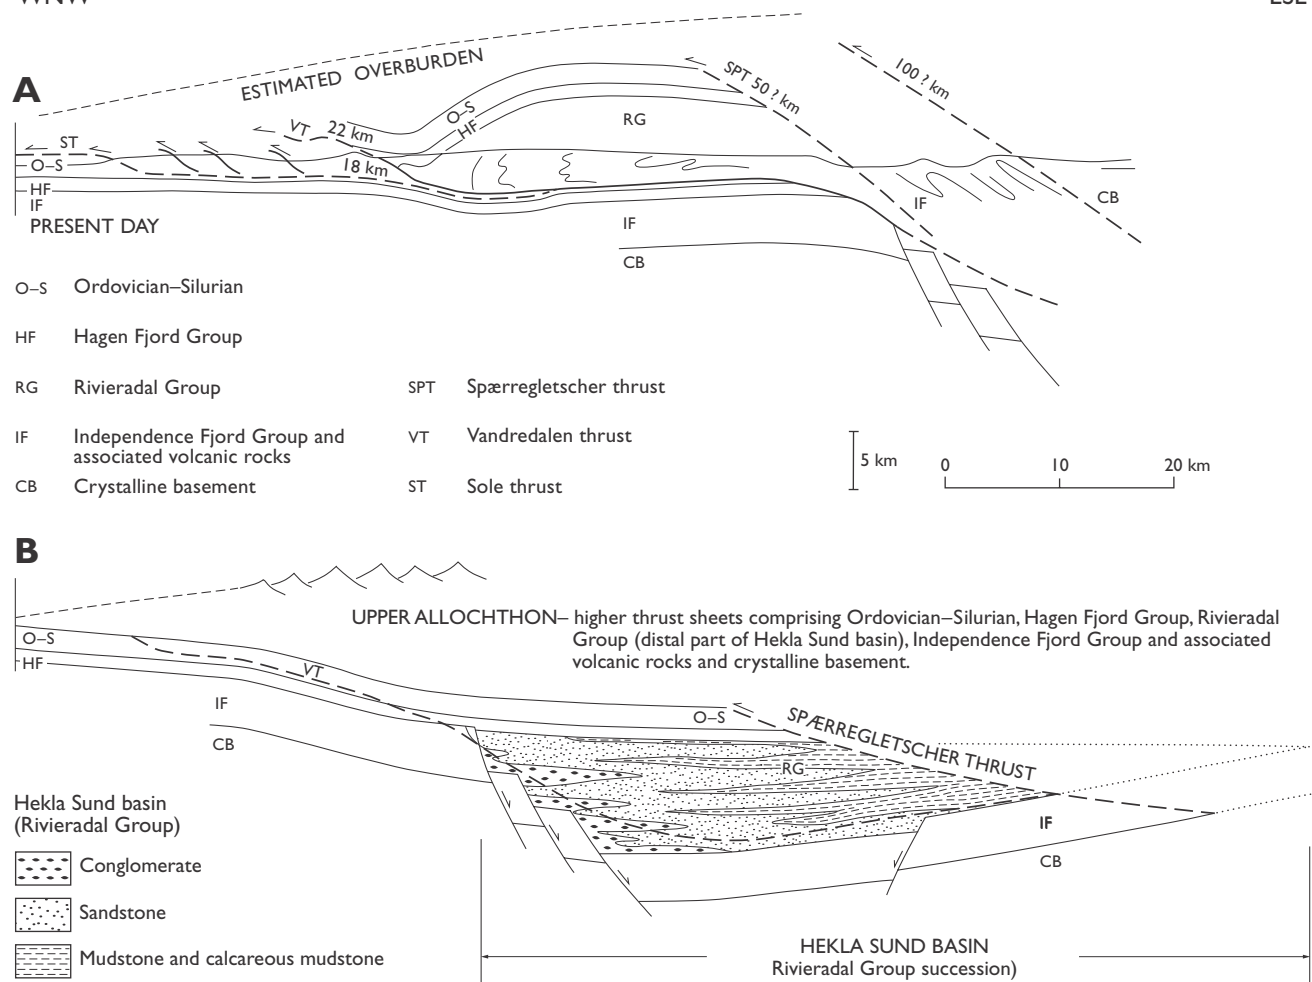 WNW
ESE
A
ESTIMATED OVERBURDEN
SPT 50? km
100? km
O–S
HF
RG
VT 22 km
ST
18 km
O–S
HF
IF
IF
CB
IF
CB
PRESENT DAY
O–S Ordovician–Silurian
HF Hagen Fjord Group
RG Rivieradal Group
SPT Spærregletscher thrust
IF Independence Fjord Group and
associated volcanic rocks
VT Vandredalen thrust
CB Crystalline basement
ST Sole thrust
5 km
0 10 20 km
B
UPPER ALLOCHTHON– higher thrust sheets comprising Ordovician–Silurian, Hagen Fjord Group, Rivieradal
Group (distal part of Hekla Sund basin), Independence Fjord Group and associated
volcanic rocks and crystalline basement.
O–S
HF
VT
IF
CB
O–S
SPÆRREGLETSCHER THRUST
RG
IF
CB
Hekla Sund basin
(Rivieradal Group)
Conglomerate
Sandstone
Mudstone and calcareous mudstone
HEKLA SUND BASIN
Rivieradal Group succession)